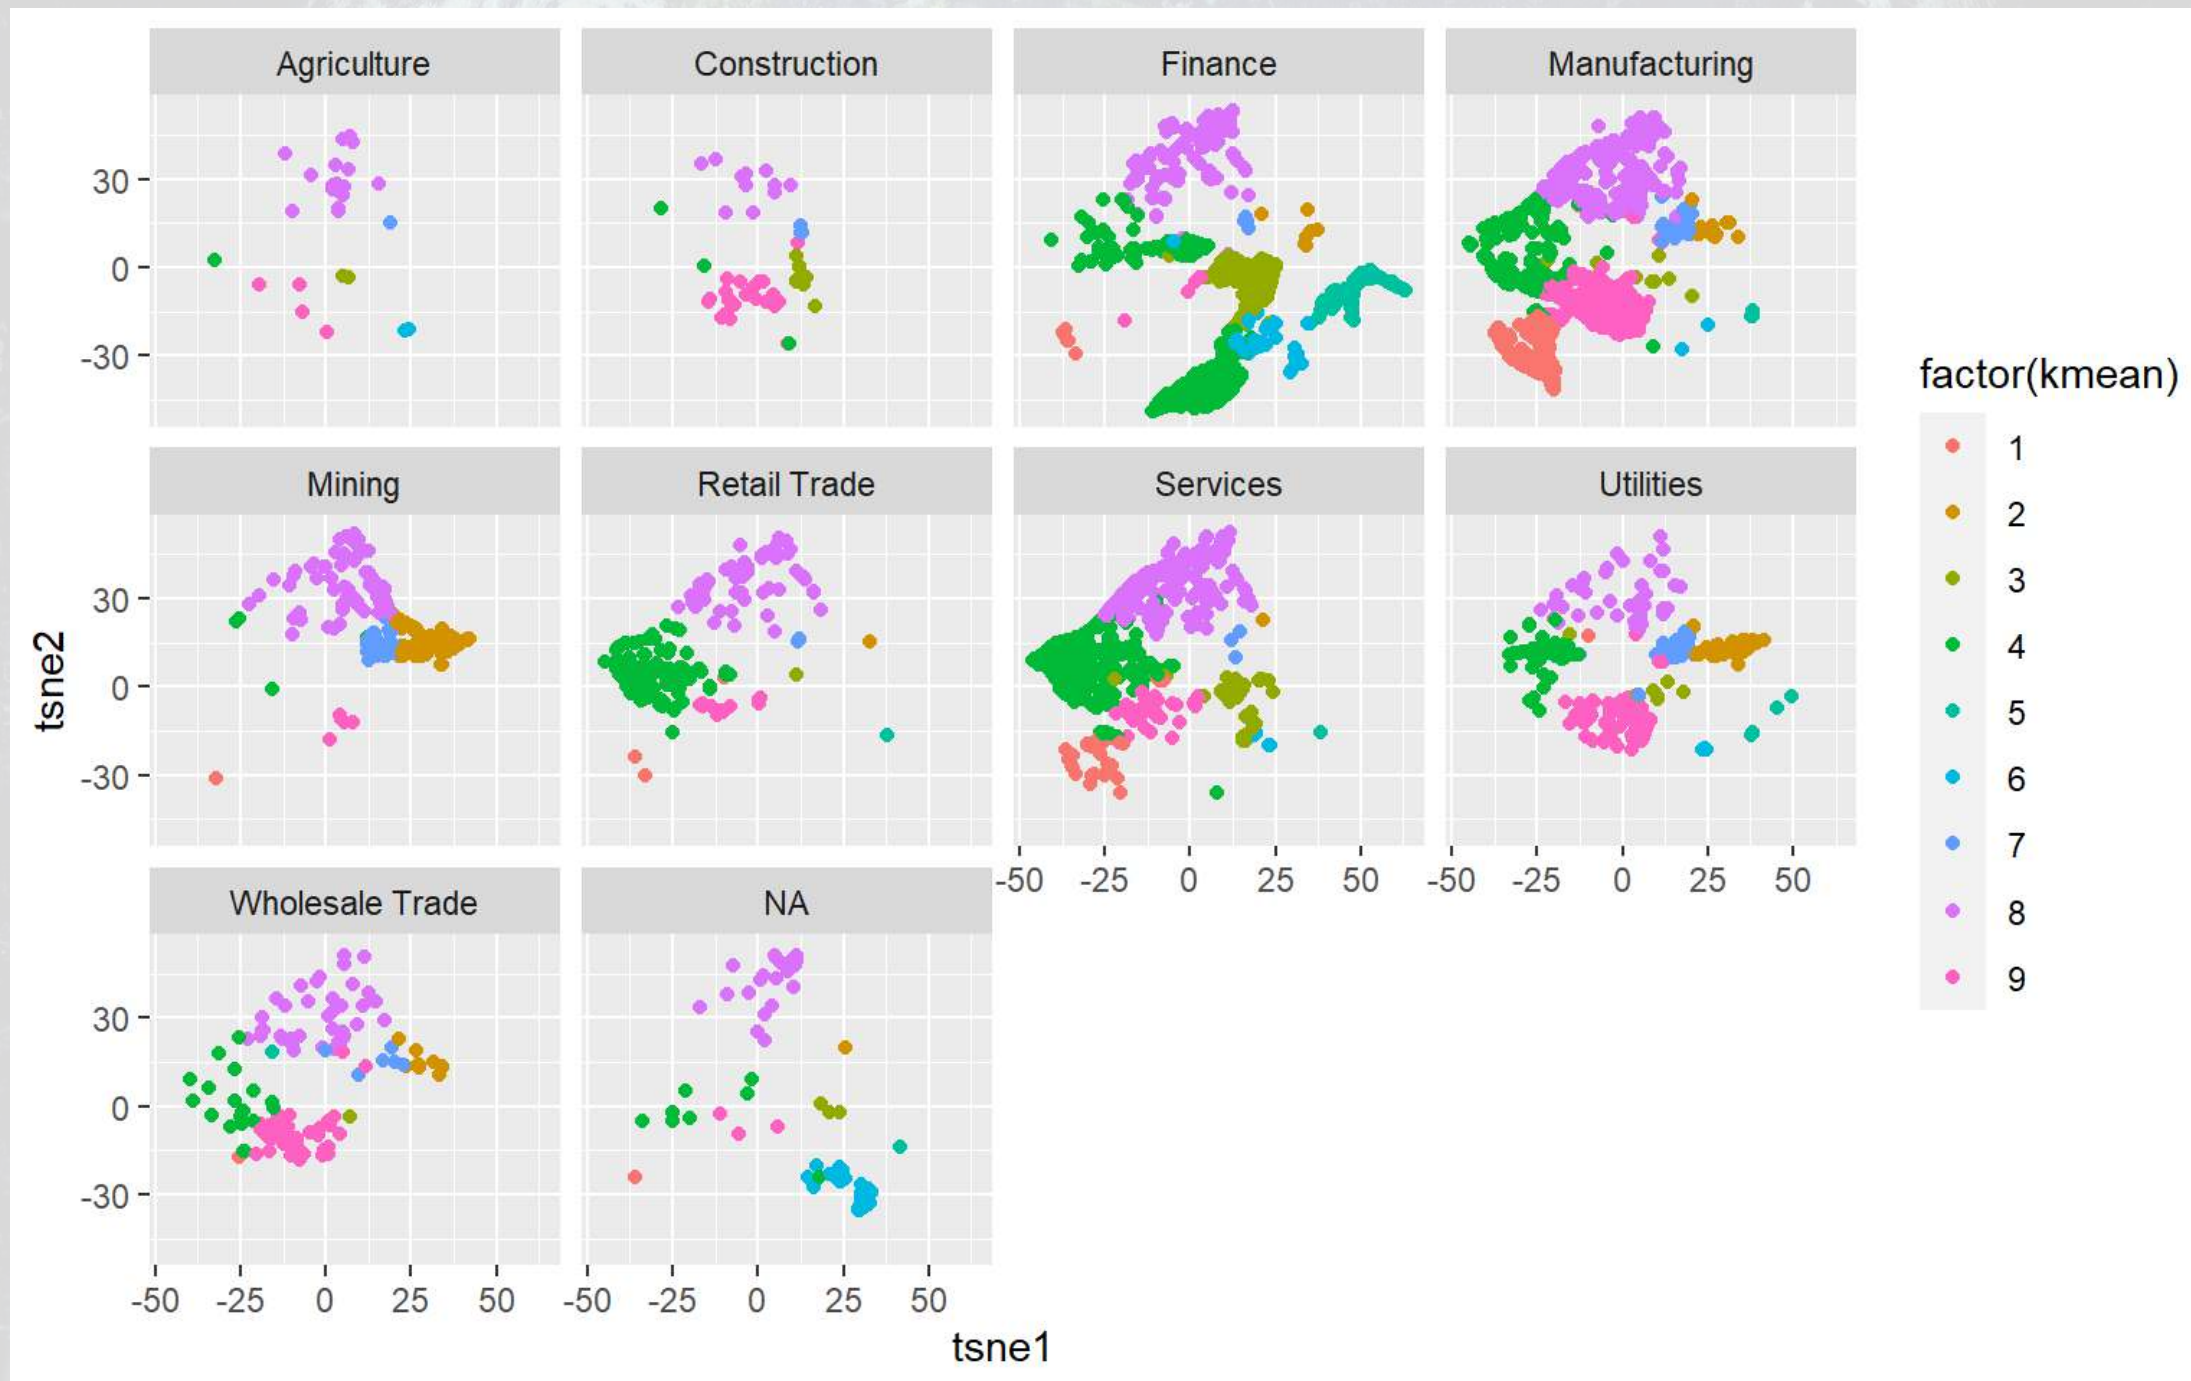 Agriculture Construction Finance Manufacturing
30
0
-30
Mining Retail Trade Services Utilities
30
0
-30
-50 -25 0 25 50 -50 -25 0 25 50
Wholesale Trade NA
30
0
-30
-50 -25 0 25 50 -50 -25 0 25 50
tsne1
tsne2
factor(kmean)
1
2
3
4
5
6
7
8
9